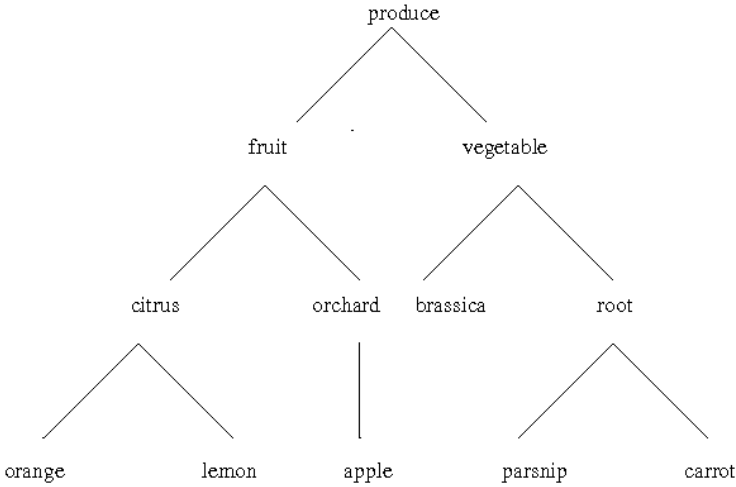 produce
fruit vegetable
citrus orchard brassica root
orange lemon apple parsnip carrot